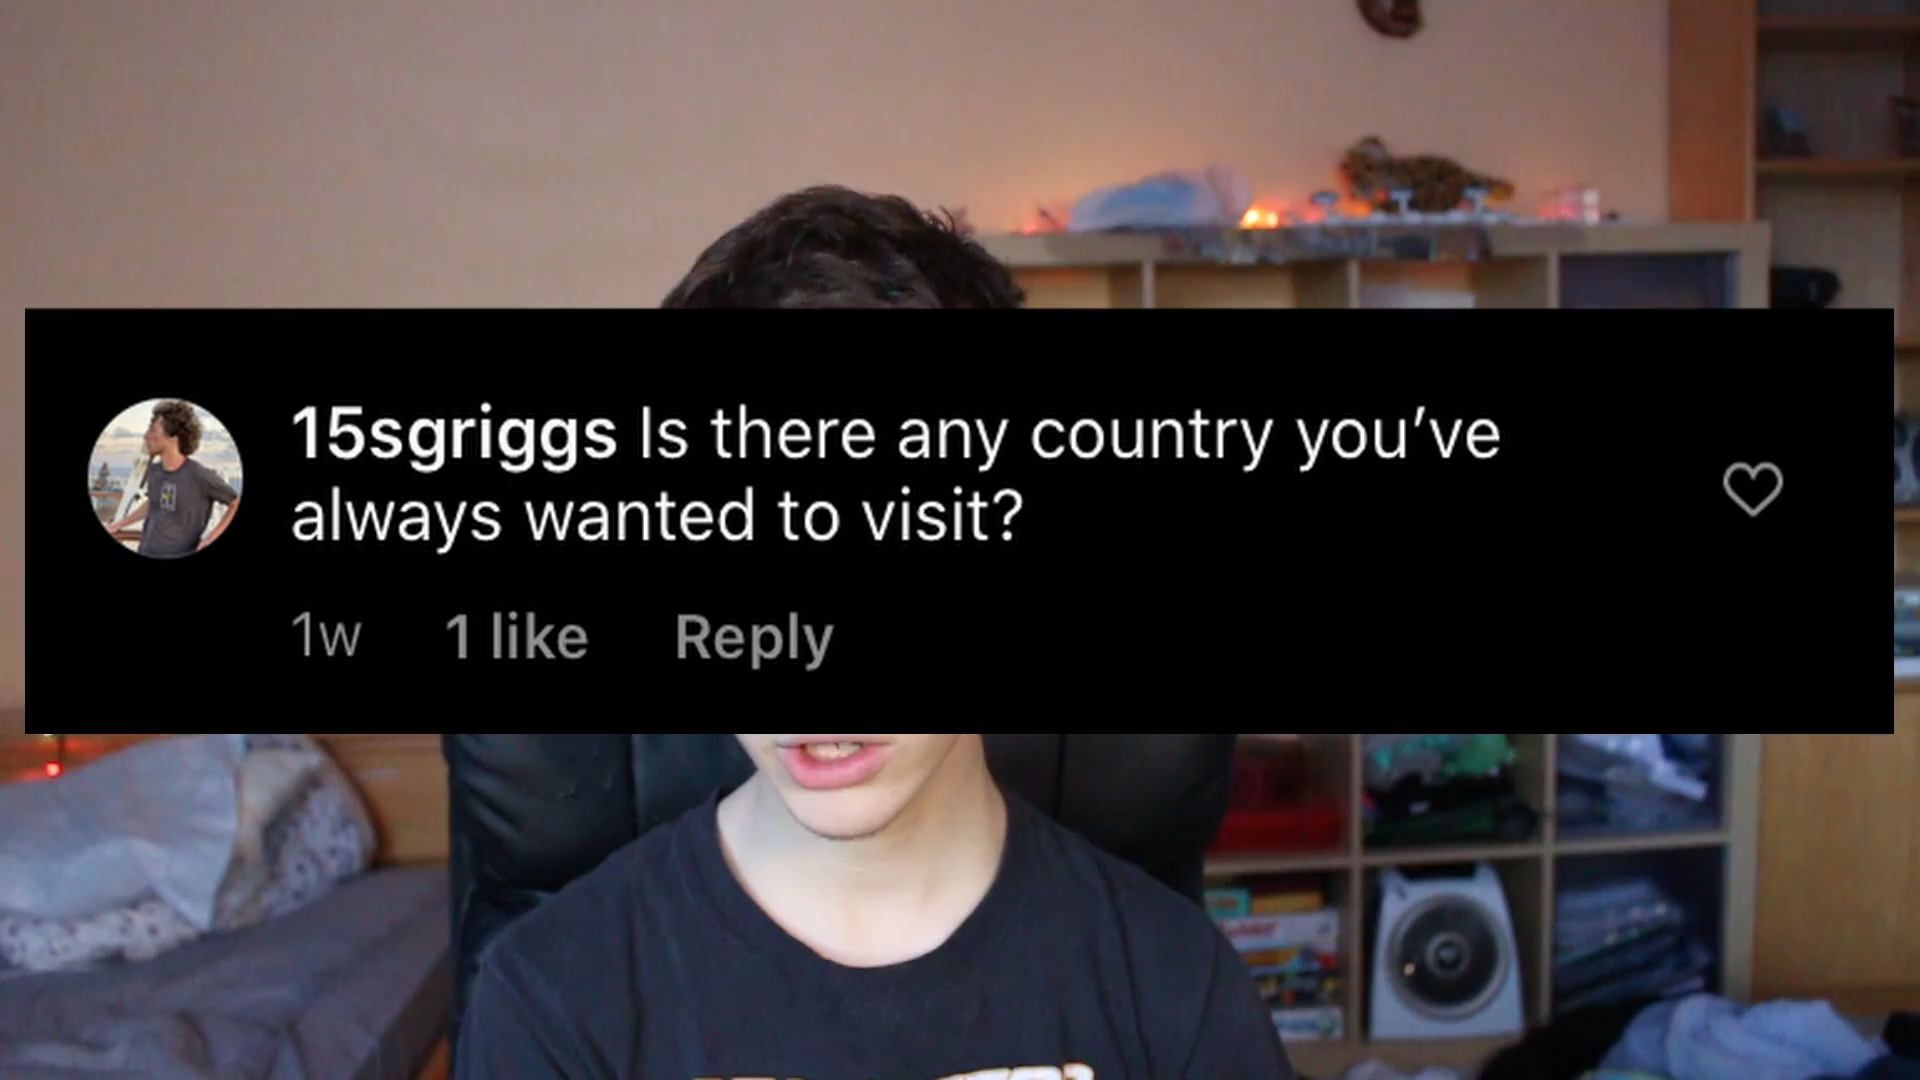 15sgriggs Is there any country you’ve
always wanted to visit?
1w 1 like Reply